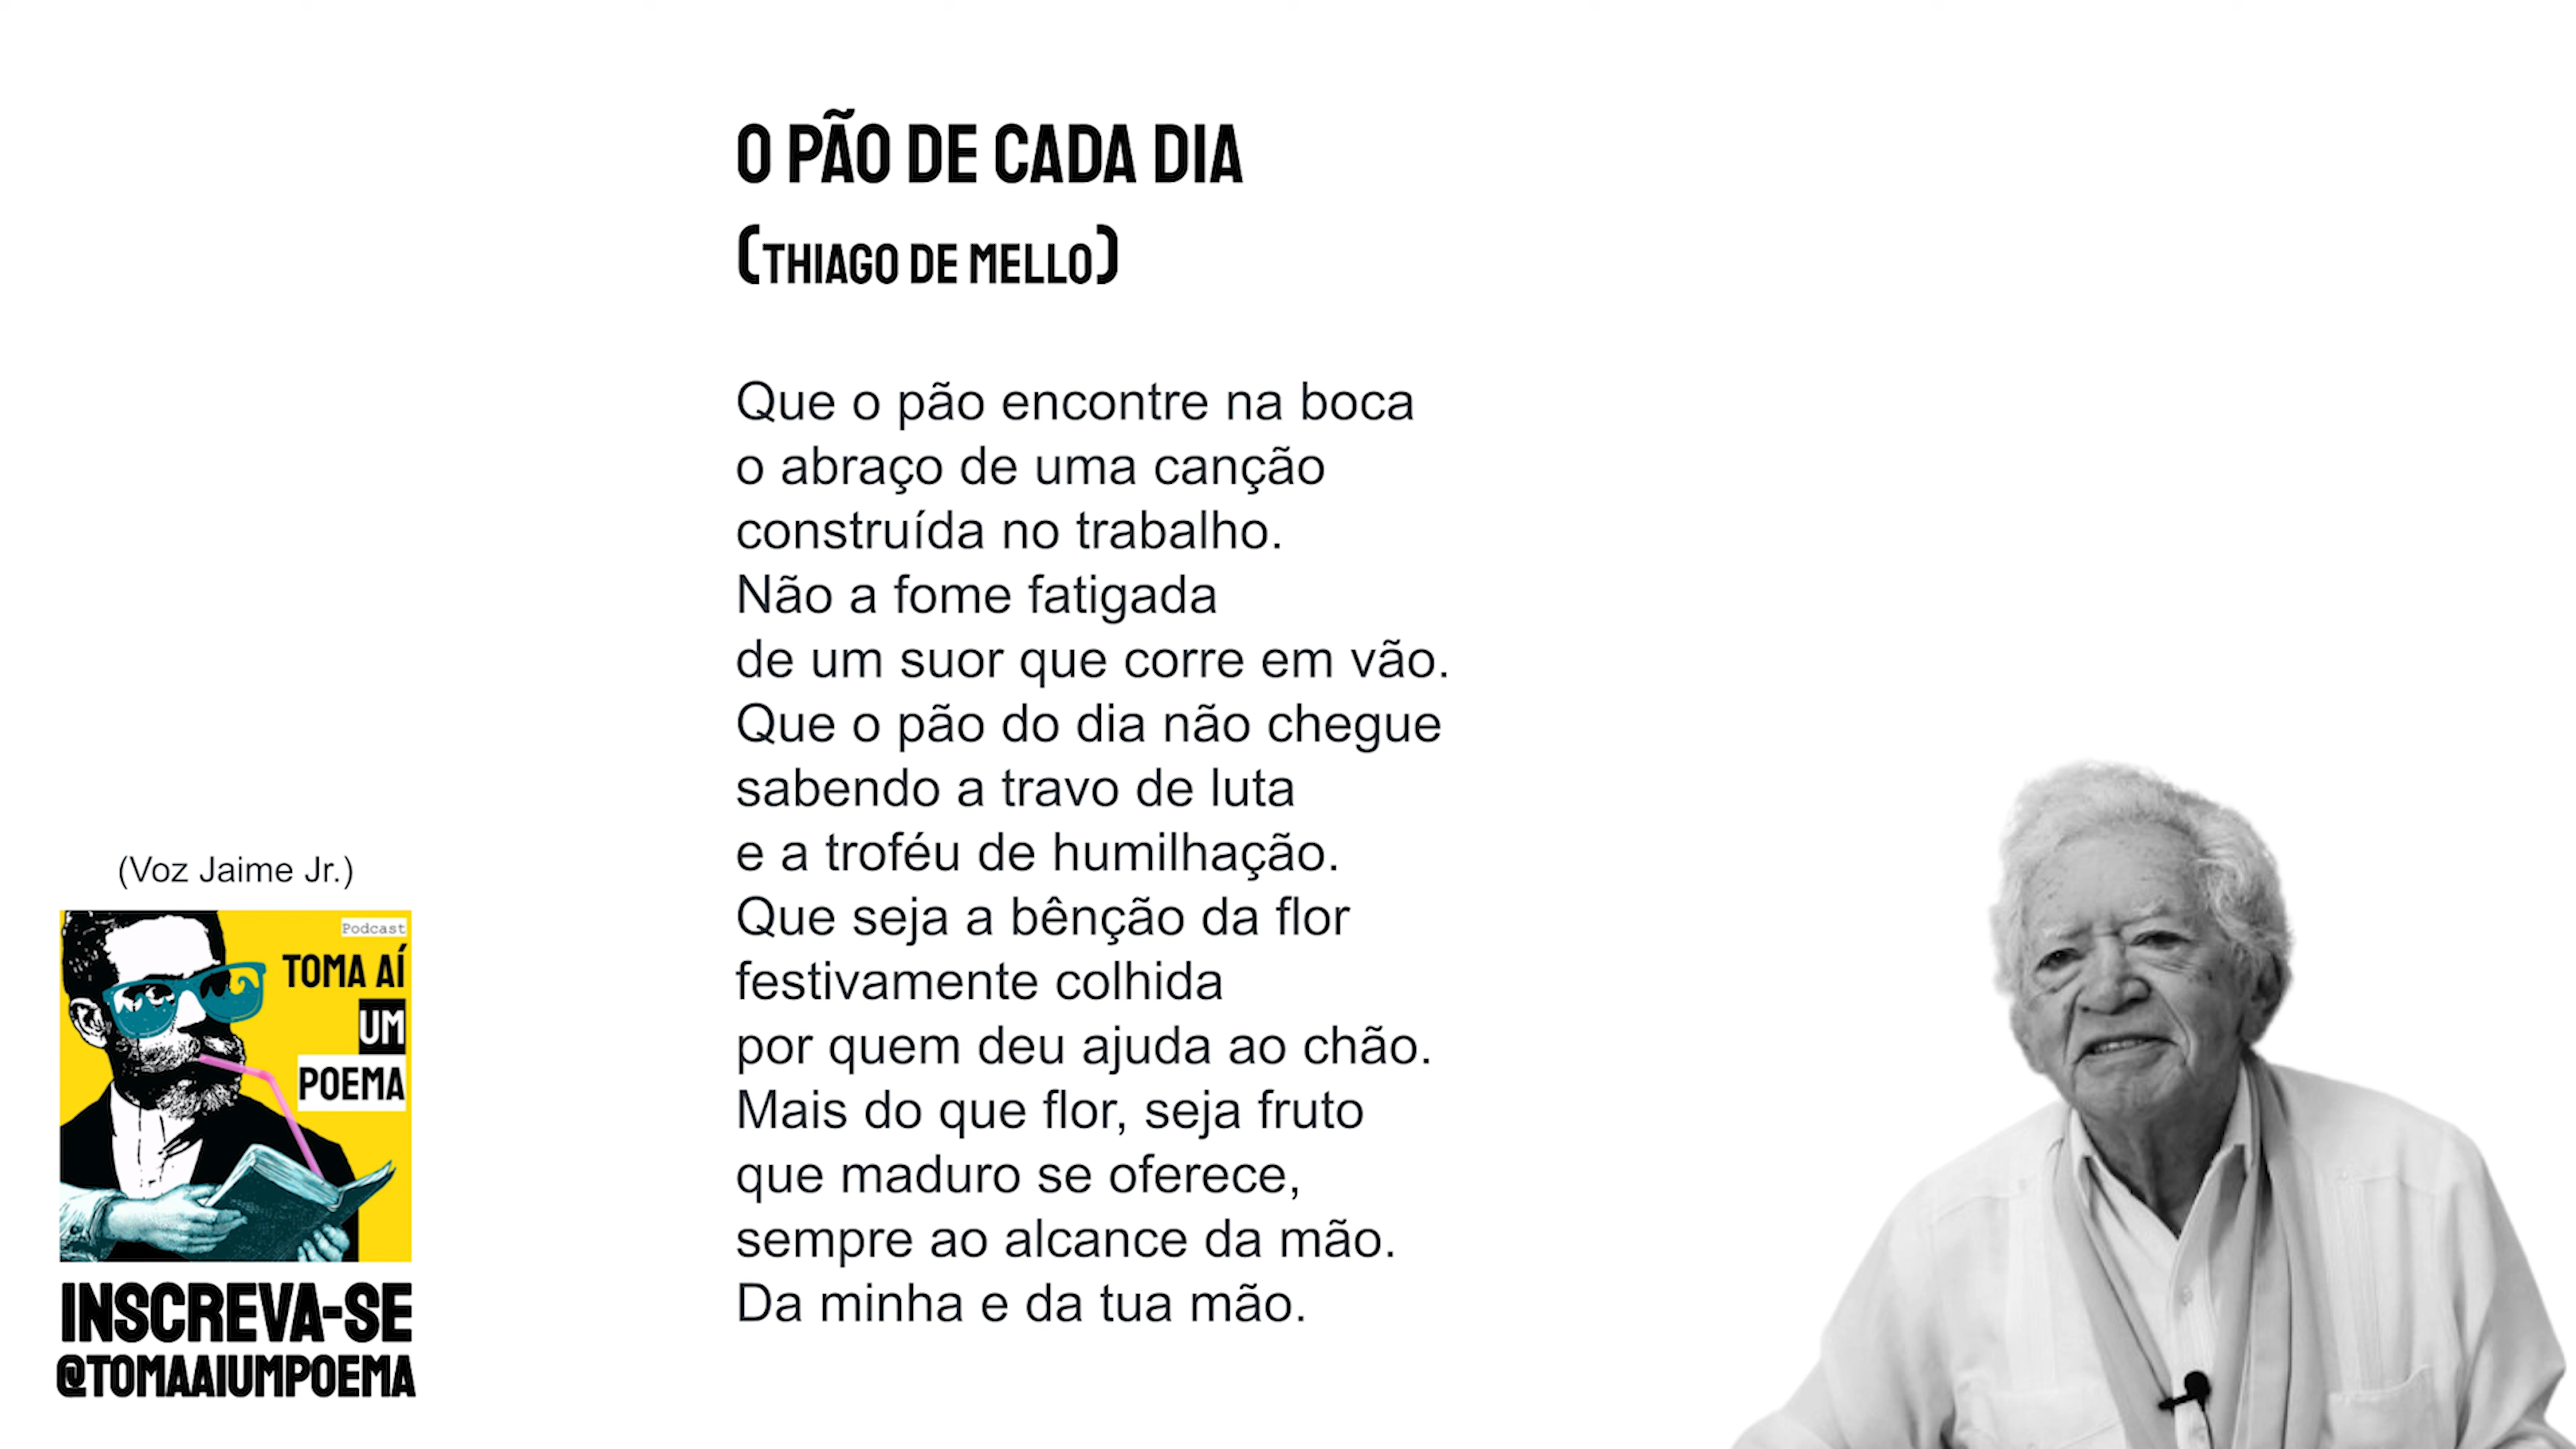 O PÃO DE CADA DIA
(THIAGO DE MELLO)
Que o pão encontre na boca
o abraço de uma canção
construída no trabalho.
Não a fome fatigada
de um suor que corre em vão.
Que o pão do dia não chegue
sabendo a travo de luta
e a troféu de humilhação.
Que seja a bênção da flor
festivamente colhida
por quem deu ajuda ao chão.
Mais do que flor, seja fruto
que maduro se oferece,
sempre ao alcance da mão.
Da minha e da tua mão.
(Voz Jaime Jr.)
Podcast
TOMA AÍ
UM
POEMA
INSCREVA-SE
@TOMAAIUMPOEMA